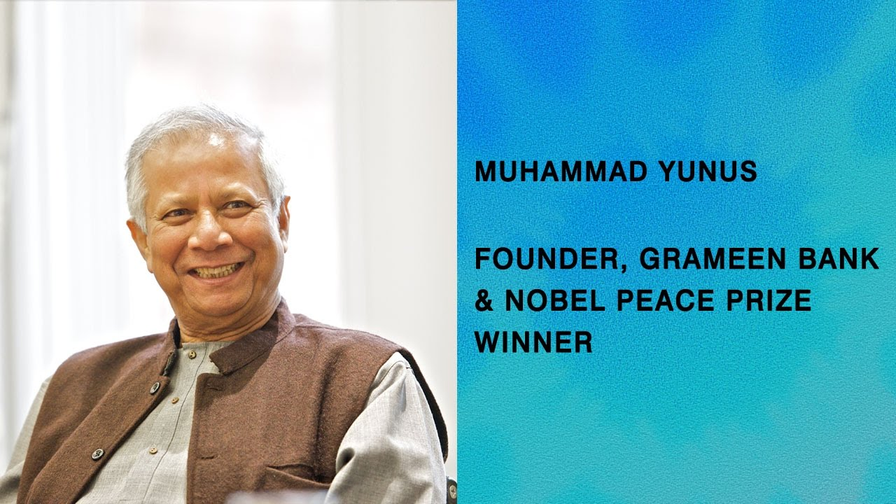 MUHAMMAD YUNUS
FOUNDER, GRAMEEN BANK
& NOBEL PEACE PRIZE
WINNER